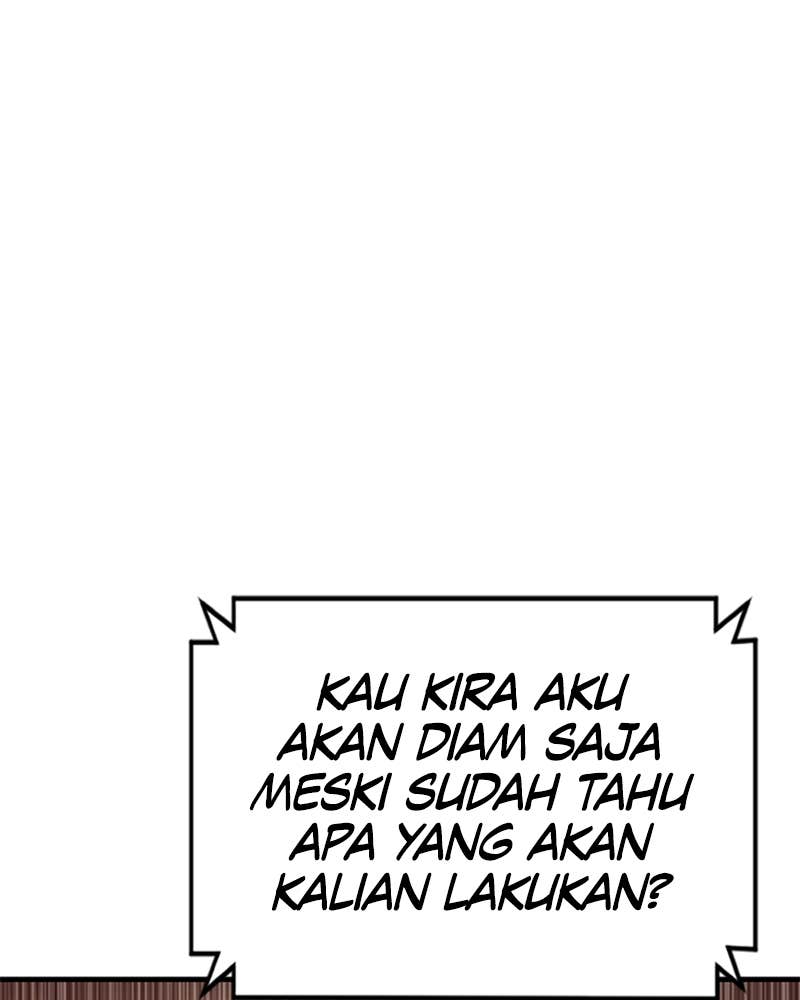 KAU KIRA AKU
AKAN DIAM SAJA
MESKI SUDAH TAHU
APA YANG AKAN
KALIAN LAKUKAN?